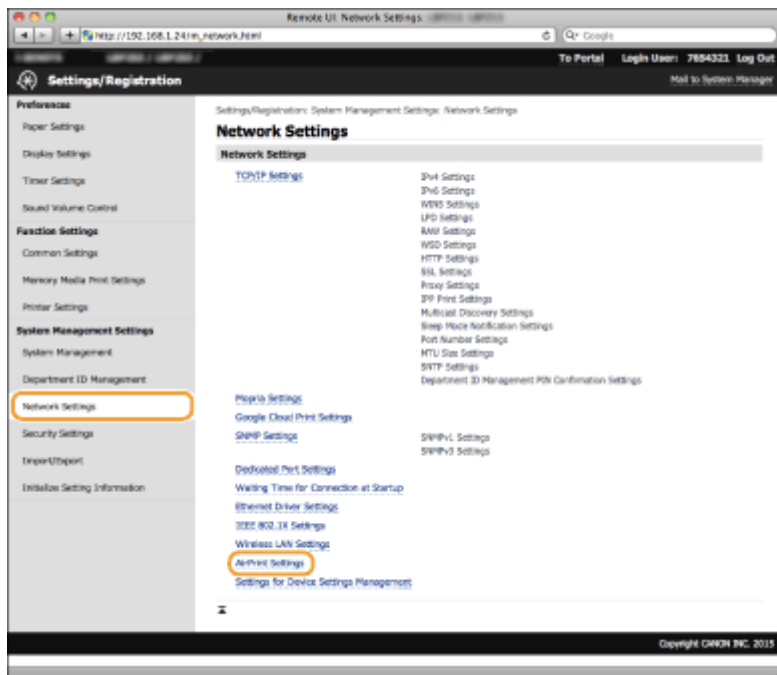 Remote UI: Network Settings:
http://192.168.1.24/m_network.html
Google
To Portal Login User: 7654321 Log Out
Settings/Registration
Mail to System Manager
Preferences
Paper Settings
Display Settings
Timer Settings
Sound Volume Control
Function Settings
Common Settings
Memory Media Print Settings
Printer Settings
System Management Settings
System Management
Department ID Management
Network Settings
Security Settings
Import/Export
Initialize Setting Information
Settings/Registration: System Management Settings: Network Settings
Network Settings
Network Settings
TCP/IP Settings
IPv4 Settings
IPv6 Settings
WINS Settings
LPD Settings
RAW Settings
WSD Settings
HTTP Settings
SSL Settings
Proxy Settings
IPP Print Settings
Multicast Discovery Settings
Sleep Mode Notification Settings
Port Number Settings
MTU Size Settings
SNTP Settings
Department ID Management PIN Confirmation Settings
Mopria Settings
Google Cloud Print Settings
SNMP Settings
SNMPv1 Settings
SNMPv3 Settings
Dedicated Port Settings
Waiting Time for Connection at Startup
Ethernet Driver Settings
IEEE 802.1X Settings
Wireless LAN Settings
AirPrint Settings
Settings for Device Settings Management
Copyright CANON INC. 2015